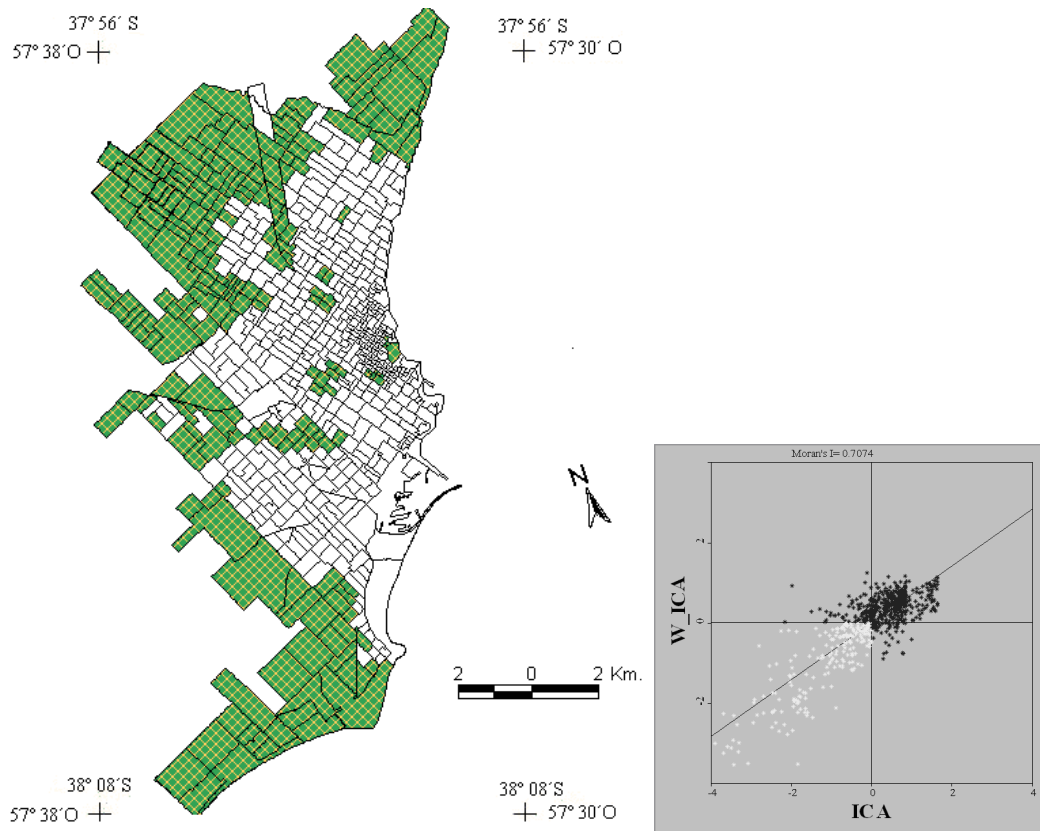 37° 56´ S
57° 38´O
37° 56´ S
57° 30´ O
N
2 0 2 Km.
38° 08´S
57° 38´O
38° 08´S
57° 30´O
Moran's I= 0.7074
W_ICA
2
0
-2
-4 -2 0 2 4
ICA